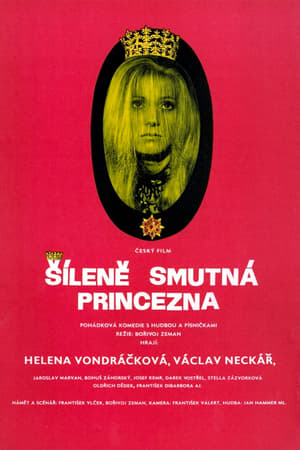 ČESKÝ FILM
ŠÍLENĚ SMUTNÁ
PRINCEZNA
POHÁDKOVÁ KOMEDIE S HUDBOU A PÍSNIČKAMI
REŽIE: BOŘIVOJ ZEMAN
HRAJÍ:
HELENA VONDRÁČKOVÁ, VÁCLAV NECKÁŘ,
JAROSLAV MARVAN, BOHUŠ ZÁHORSKÝ, JOSEF KEMR, DAREK VOSTŘEL, STELLA ZÁZVORKOVÁ
OLDŘICH DĚDEK, FRANTIŠEK DIBARBORA AJ.
NÁMĚT A SCÉNÁŘ: FRANTIŠEK VLČEK, BOŘIVOJ ZEMAN, KAMERA: FRANTIŠEK VALERT, HUDBA: JAN HAMMER ML.